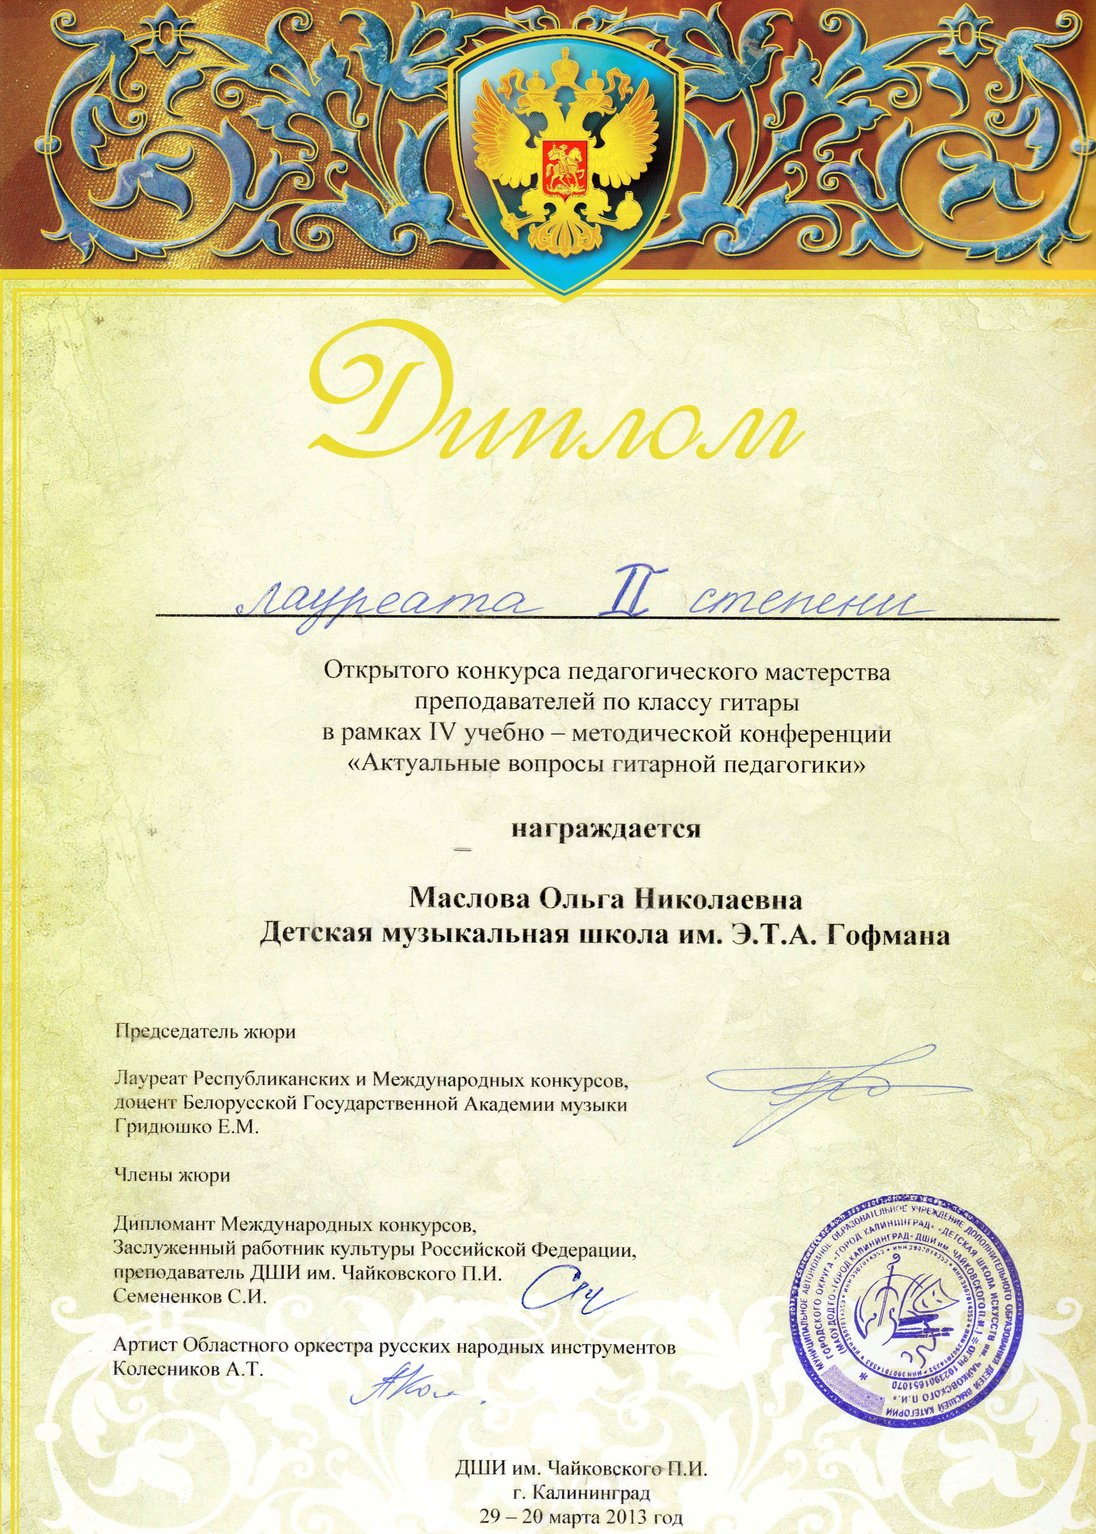 Диплом
лауреата II степени
Открытого конкурса педагогического мастерства
преподавателей по классу гитары
в рамках IV учебно – методической конференции
«Актуальные вопросы гитарной педагогики»
награждается
Маслова Ольга Николаевна
Детская музыкальная школа им. Э.Т.А. Гофмана
Председатель жюри
Лауреат Республиканских и Международных конкурсов,
доцент Белорусской Государственной Академии музыки
Гридюшко Е.М.
Члены жюри
Дипломант Международных конкурсов,
Заслуженный работник культуры Российской Федерации,
преподаватель ДШИ им. Чайковского П.И.
Семененков С.И.
Артист Областного оркестра русских народных инструментов
Колесников А.Т.
МУНИЦИПАЛЬНОЕ АВТОНОМНОЕ ОБРАЗОВАТЕЛЬНОЕ УЧРЕЖДЕНИЕ ДОПОЛНИТЕЛЬНОГО ОБРАЗОВАНИЯ ДЕТЕЙ ВЫСШЕЙ КАТЕГОРИИ
ГОРОДСКОГО ОКРУГА «ГОРОД КАЛИНИНГРАД» «ДЕТСКАЯ ШКОЛА ИСКУССТВ им. ЧАЙКОВСКОГО П.И.»
ДШИ им. Чайковского П.И.
г. Калининград
29 – 20 марта 2013 год